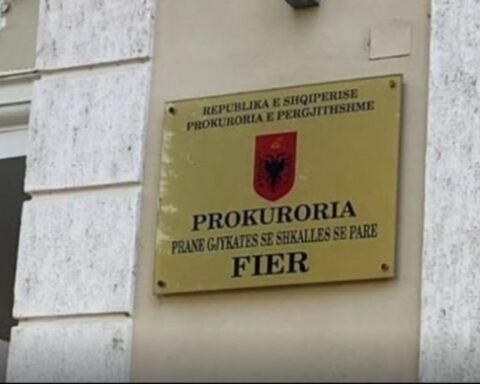 REPUBLIKA E SHQIPERISE
PROKURORIA E PERGJITHSHME
PROKURORIA
PRANE GJYKATES SE SHKALLES SE PARE
FIER